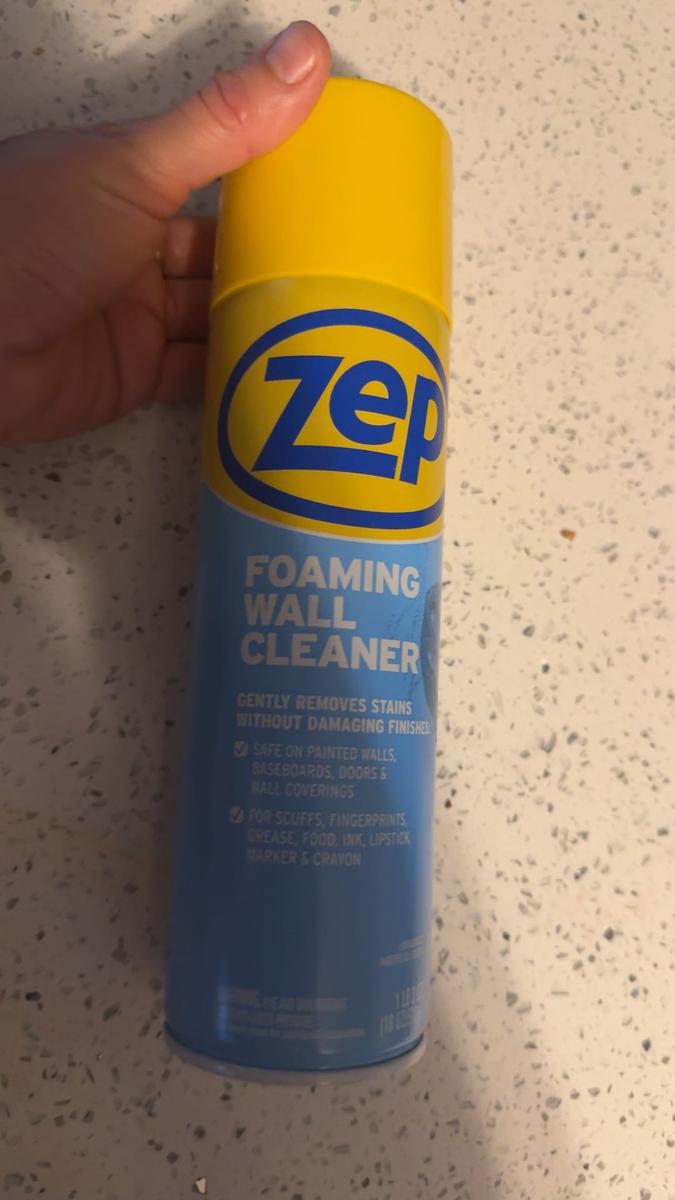 Zep
FOAMING
WALL
CLEANER
GENTLY REMOVES STAINS
WITHOUT DAMAGING FINISHES
SAFE ON PAINTED WALLS,
BASEBOARDS, DOORS &
WALL COVERINGS
FOR SCUFFS, FINGERPRINTS,
GREASE, FOOD, INK, LIPSTICK,
MARKER & CRAYON